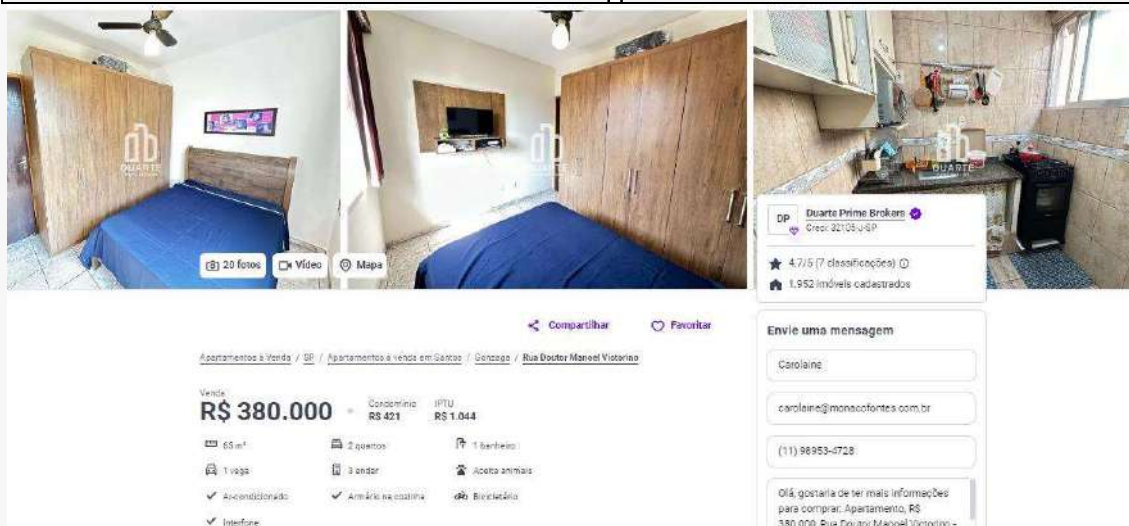 DUARTE
DUARTE
DUARTE
20 fotos
Vídeo
Mapa
DP
Duarte Prime Brokers
Creci: 32105-J-SP
4.7/5 (7 classificações)
1.952 imóveis cadastrados
Compartilhar
Favoritar
Apartamentos à Venda / SP / Apartamentos à venda em Santos / Gonzaga / Rua Doutor Manoel Victorino
Venda
R$ 380.000
Condomínio
R$ 421
IPTU
R$ 1.044
65 m²
2 quartos
1 banheiro
1 vaga
3 andar
Aceita animais
Ar-condicionado
Armário na cozinha
Bicicletário
Interfone
Envie uma mensagem
Carolaine
carolaine@monacofontes.com.br
(11) 98953-4728
Olá, gostaria de ter mais informações
para comprar: Apartamento, R$
380.000, Rua Doutor Manoel Victorino -